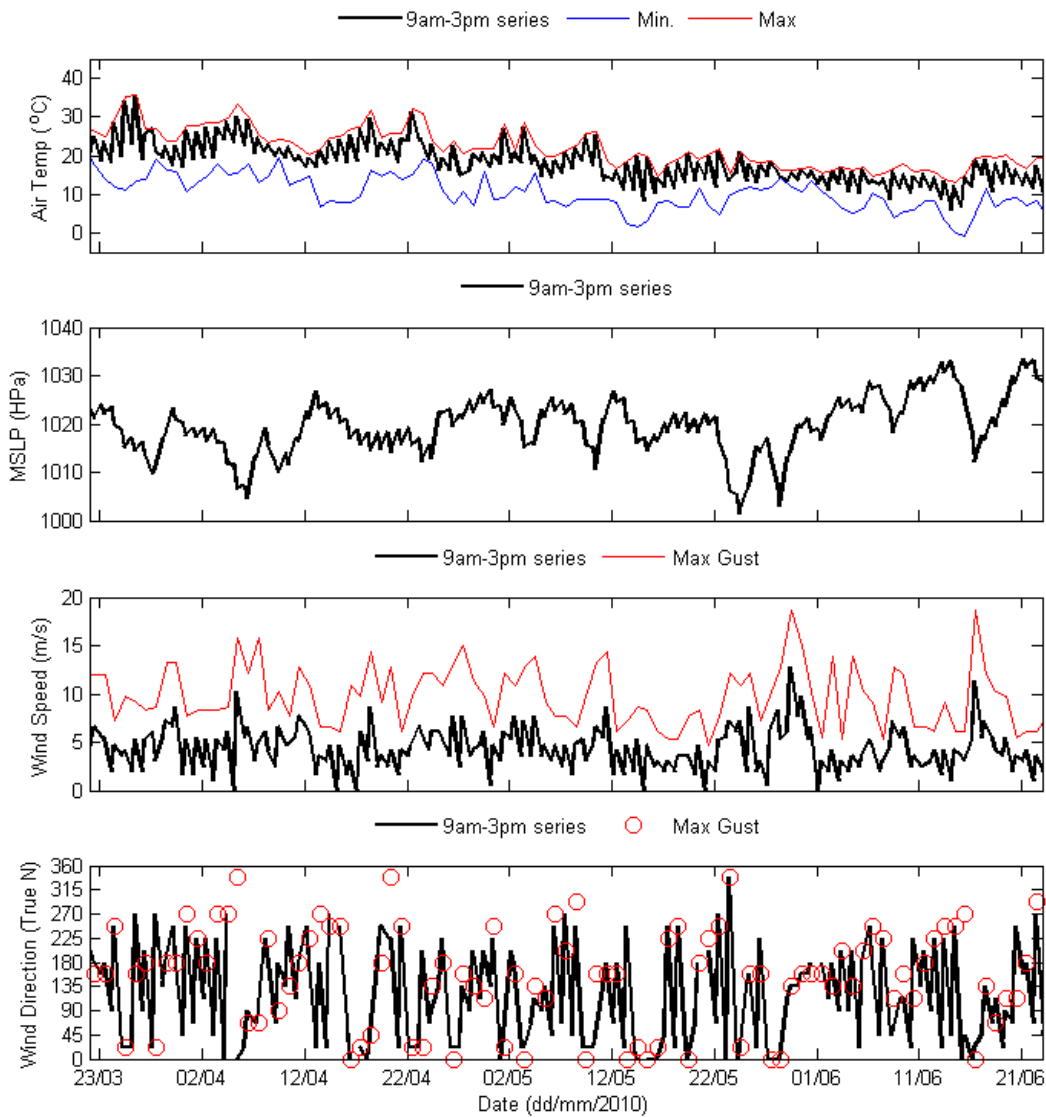 9am-3pm series Min. Max
40
30
20
10
0
Air Temp (°C)
9am-3pm series
1040
1030
1020
1010
1000
MSLP (HPa)
9am-3pm series Max Gust
20
15
10
5
0
Wind Speed (m/s)
9am-3pm series Max Gust
360
315
270
225
180
135
90
45
0
Wind Direction (True N)
23/03 02/04 12/04 22/04 02/05 12/05 22/05 01/06 11/06 21/06
Date (dd/mm/2010)